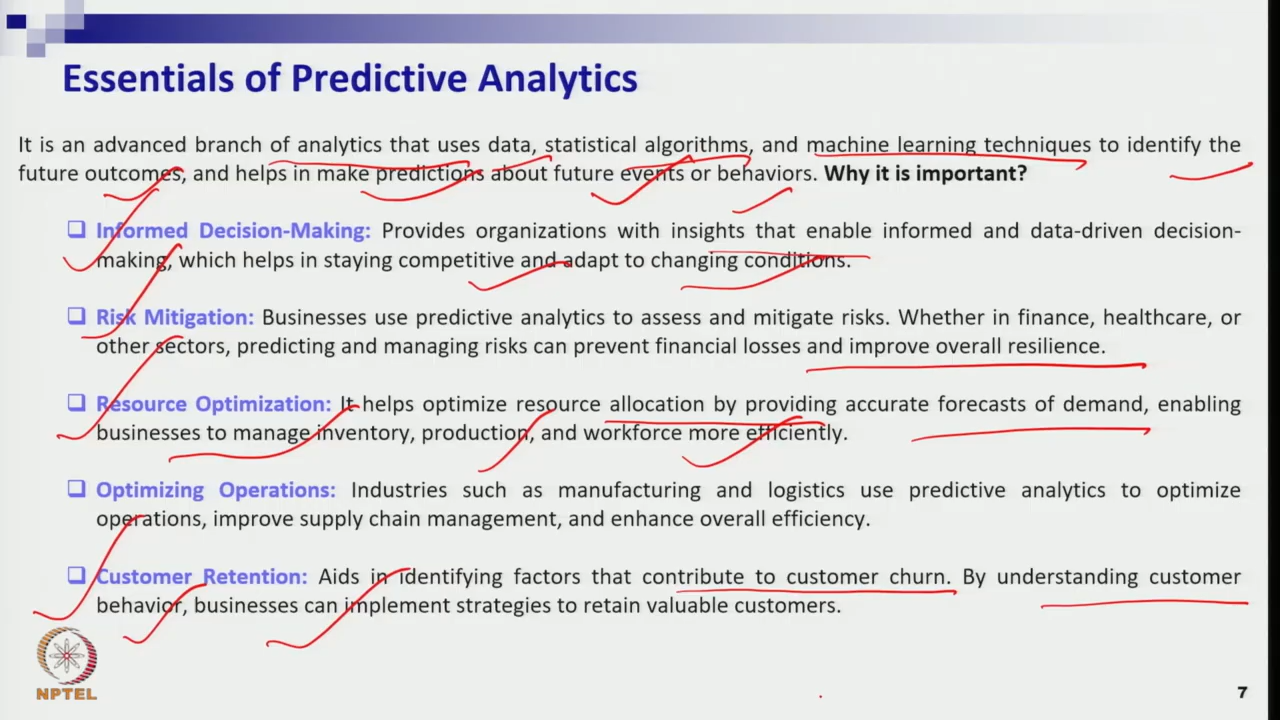 Essentials of Predictive Analytics
It is an advanced branch of analytics that uses data, statistical algorithms, and machine learning techniques to identify the
future outcomes, and helps in make predictions about future events or behaviors. Why it is important?
Informed Decision-Making: Provides organizations with insights that enable informed and data-driven decision-
making, which helps in staying competitive and adapt to changing conditions.
Risk Mitigation: Businesses use predictive analytics to assess and mitigate risks. Whether in finance, healthcare, or
other sectors, predicting and managing risks can prevent financial losses and improve overall resilience.
Resource Optimization: It helps optimize resource allocation by providing accurate forecasts of demand, enabling
businesses to manage inventory, production, and workforce more efficiently.
Optimizing Operations: Industries such as manufacturing and logistics use predictive analytics to optimize
operations, improve supply chain management, and enhance overall efficiency.
Customer Retention: Aids in identifying factors that contribute to customer churn. By understanding customer
behavior, businesses can implement strategies to retain valuable customers.
NPTEL
7